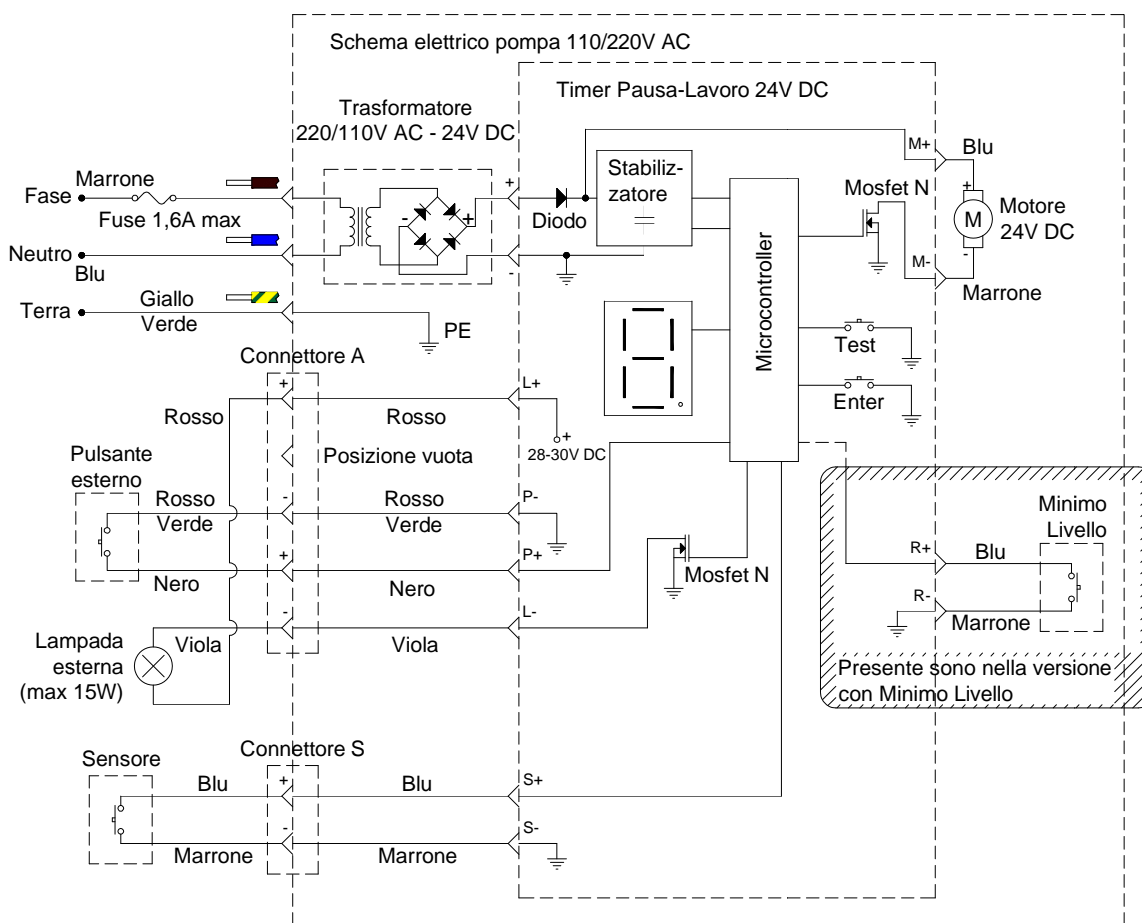 Schema elettrico pompa 110/220V AC
Timer Pausa-Lavoro 24V DC
Trasformatore
220/110V AC - 24V DC
Fase
Marrone
Fuse 1,6A max
Neutro
Blu
Terra
Giallo
Verde
PE
-
+
+
-
Diodo
Stabiliz-
zatore
Microcontroller
Mosfet N
M+
Blu
+
M
-
Motore
24V DC
M-
Marrone
Test
Enter
Connettore A
+
Rosso
Rosso
L+
+
28-30V DC
Posizione vuota
Pulsante
esterno
Rosso
Verde
-
Rosso
Verde
P-
Nero
+
Nero
P+
Mosfet N
Lampada
esterna
(max 15W)
Viola
-
Viola
L-
Minimo
Livello
R+
Blu
R-
Marrone
Presente sono nella versione
con Minimo Livello
Connettore S
Sensore
Blu
+
Blu
S+
Marrone
-
Marrone
S-